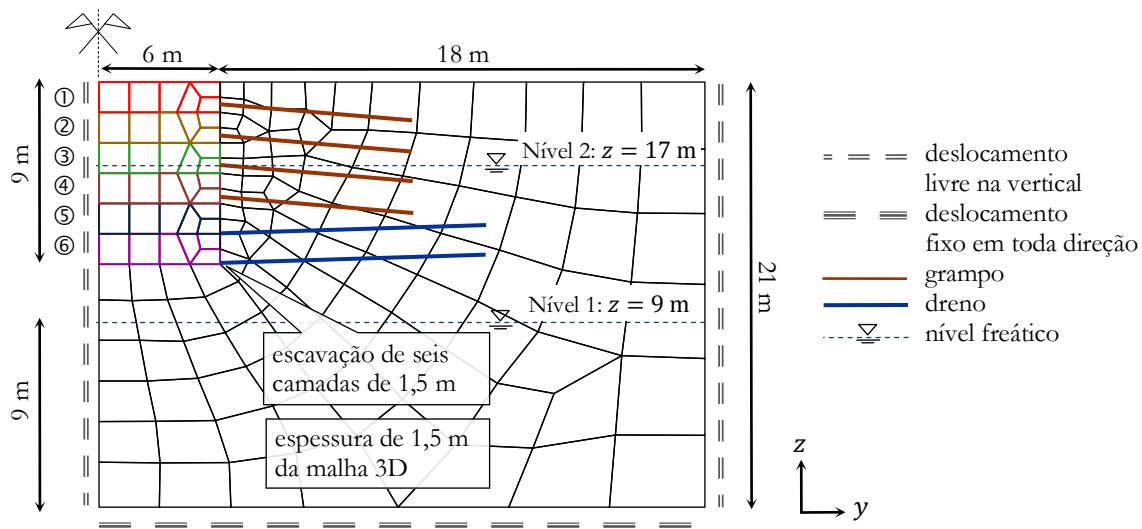 6 m
18 m
①
②
③
④
⑤
⑥
9 m
9 m
21 m
Nível 2: z = 17 m
Nível 1: z = 9 m
escavação de seis
camadas de 1,5 m
espessura de 1,5 m
da malha 3D
z
y
deslocamento
livre na vertical
deslocamento
fixo em toda direção
grampo
dreno
nível freático